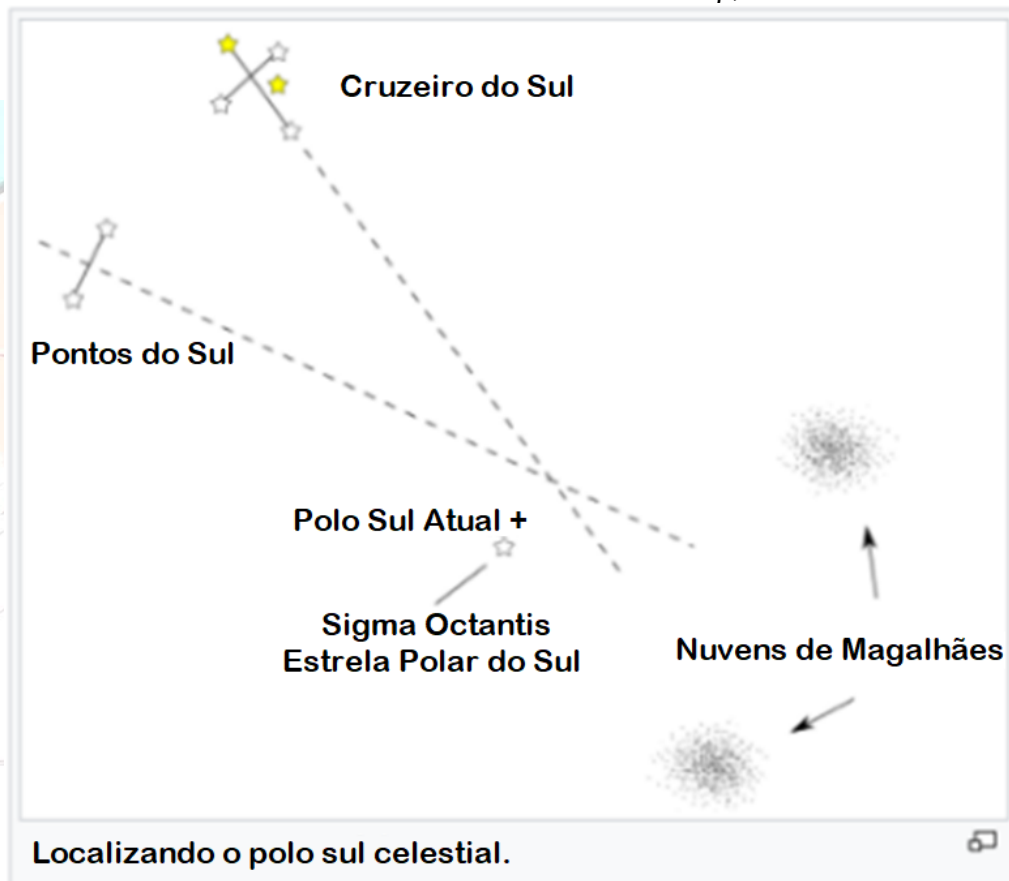 Cruzeiro do Sul
Pontos do Sul
Polo Sul Atual +
Sigma Octantis
Estrela Polar do Sul
Nuvens de Magalhães
Localizando o polo sul celestial.